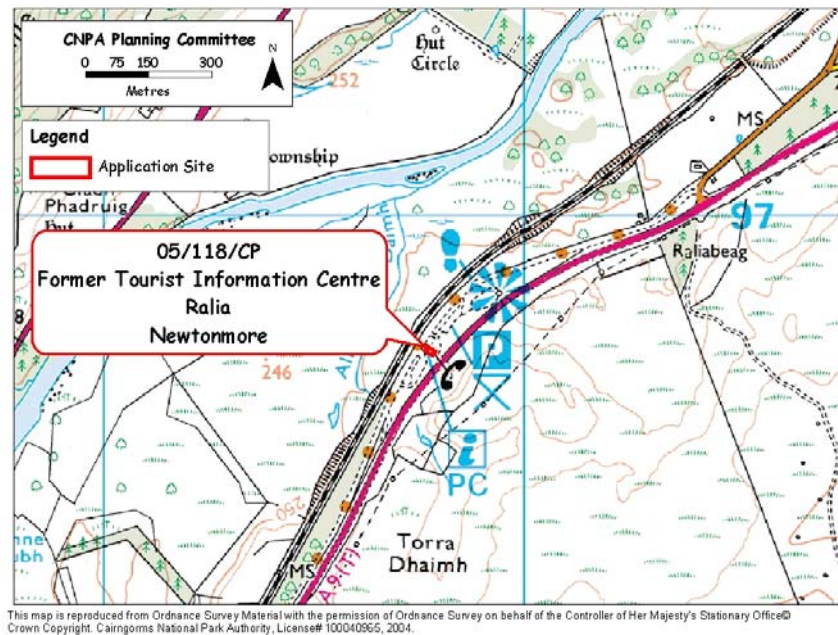 CNPA Planning Committee
N
0 75 150 300
Metres
Legend
Application Site
Hut
Circle
252
MS
Phadruig
Hut
97
Raliabeag
05/118/CP
Former Tourist Information Centre
Ralia
Newtonmore
246
P
i
PC
260
Torra
Dhaimh
MS
A 9(T)
This map is reproduced from Ordnance Survey Material with the permission of Ordnance Survey on behalf of the Controller of Her Majesty's Stationary Office©
Crown Copyright. Cairngorms National Park Authority, License# 100040965, 2004.